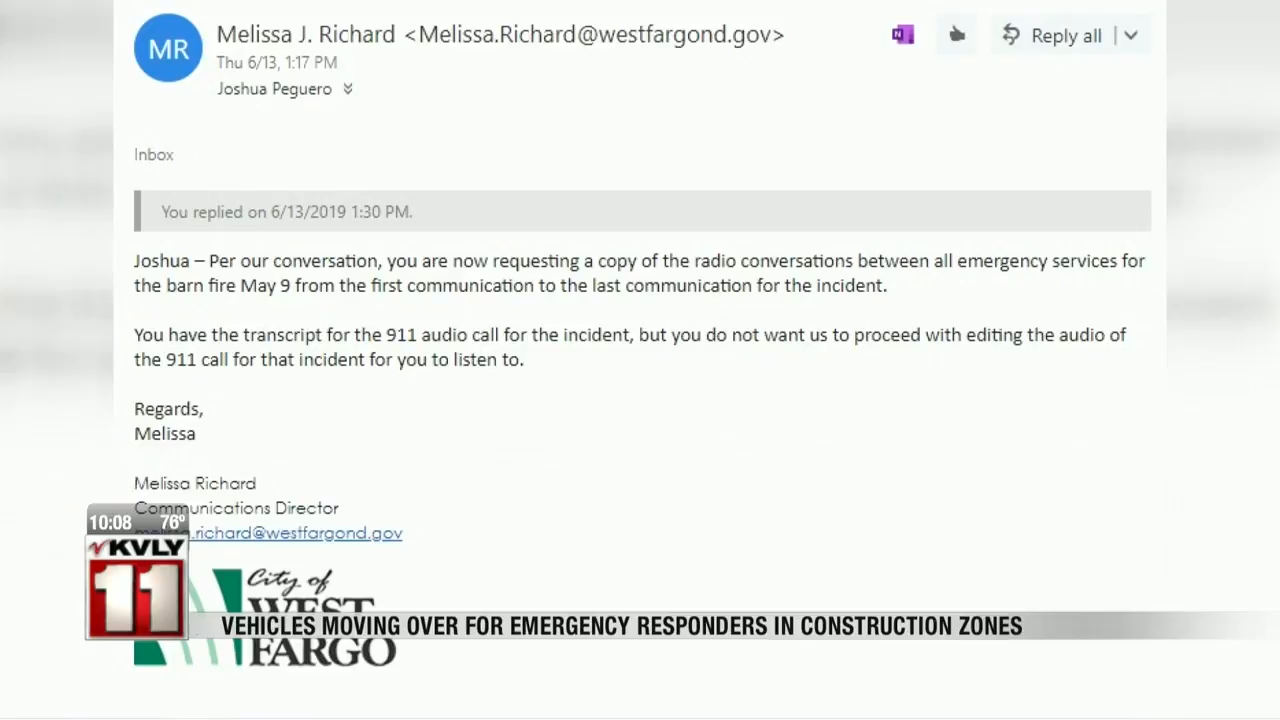 MR
Melissa J. Richard <Melissa.Richard@westfargond.gov>
Reply all
Thu 6/13, 1:17 PM
Joshua Peguero
Inbox
You replied on 6/13/2019 1:30 PM.
Joshua – Per our conversation, you are now requesting a copy of the radio conversations between all emergency services for
the barn fire May 9 from the first communication to the last communication for the incident.
You have the transcript for the 911 audio call for the incident, but you do not want us to proceed with editing the audio of
the 911 call for that incident for you to listen to.
Regards,
Melissa
Melissa Richard
Communications Director
.richard@westfargond.gov
10:08 76°
KVLY
11
City of
WEST
FARGO
VEHICLES MOVING OVER FOR EMERGENCY RESPONDERS IN CONSTRUCTION ZONES